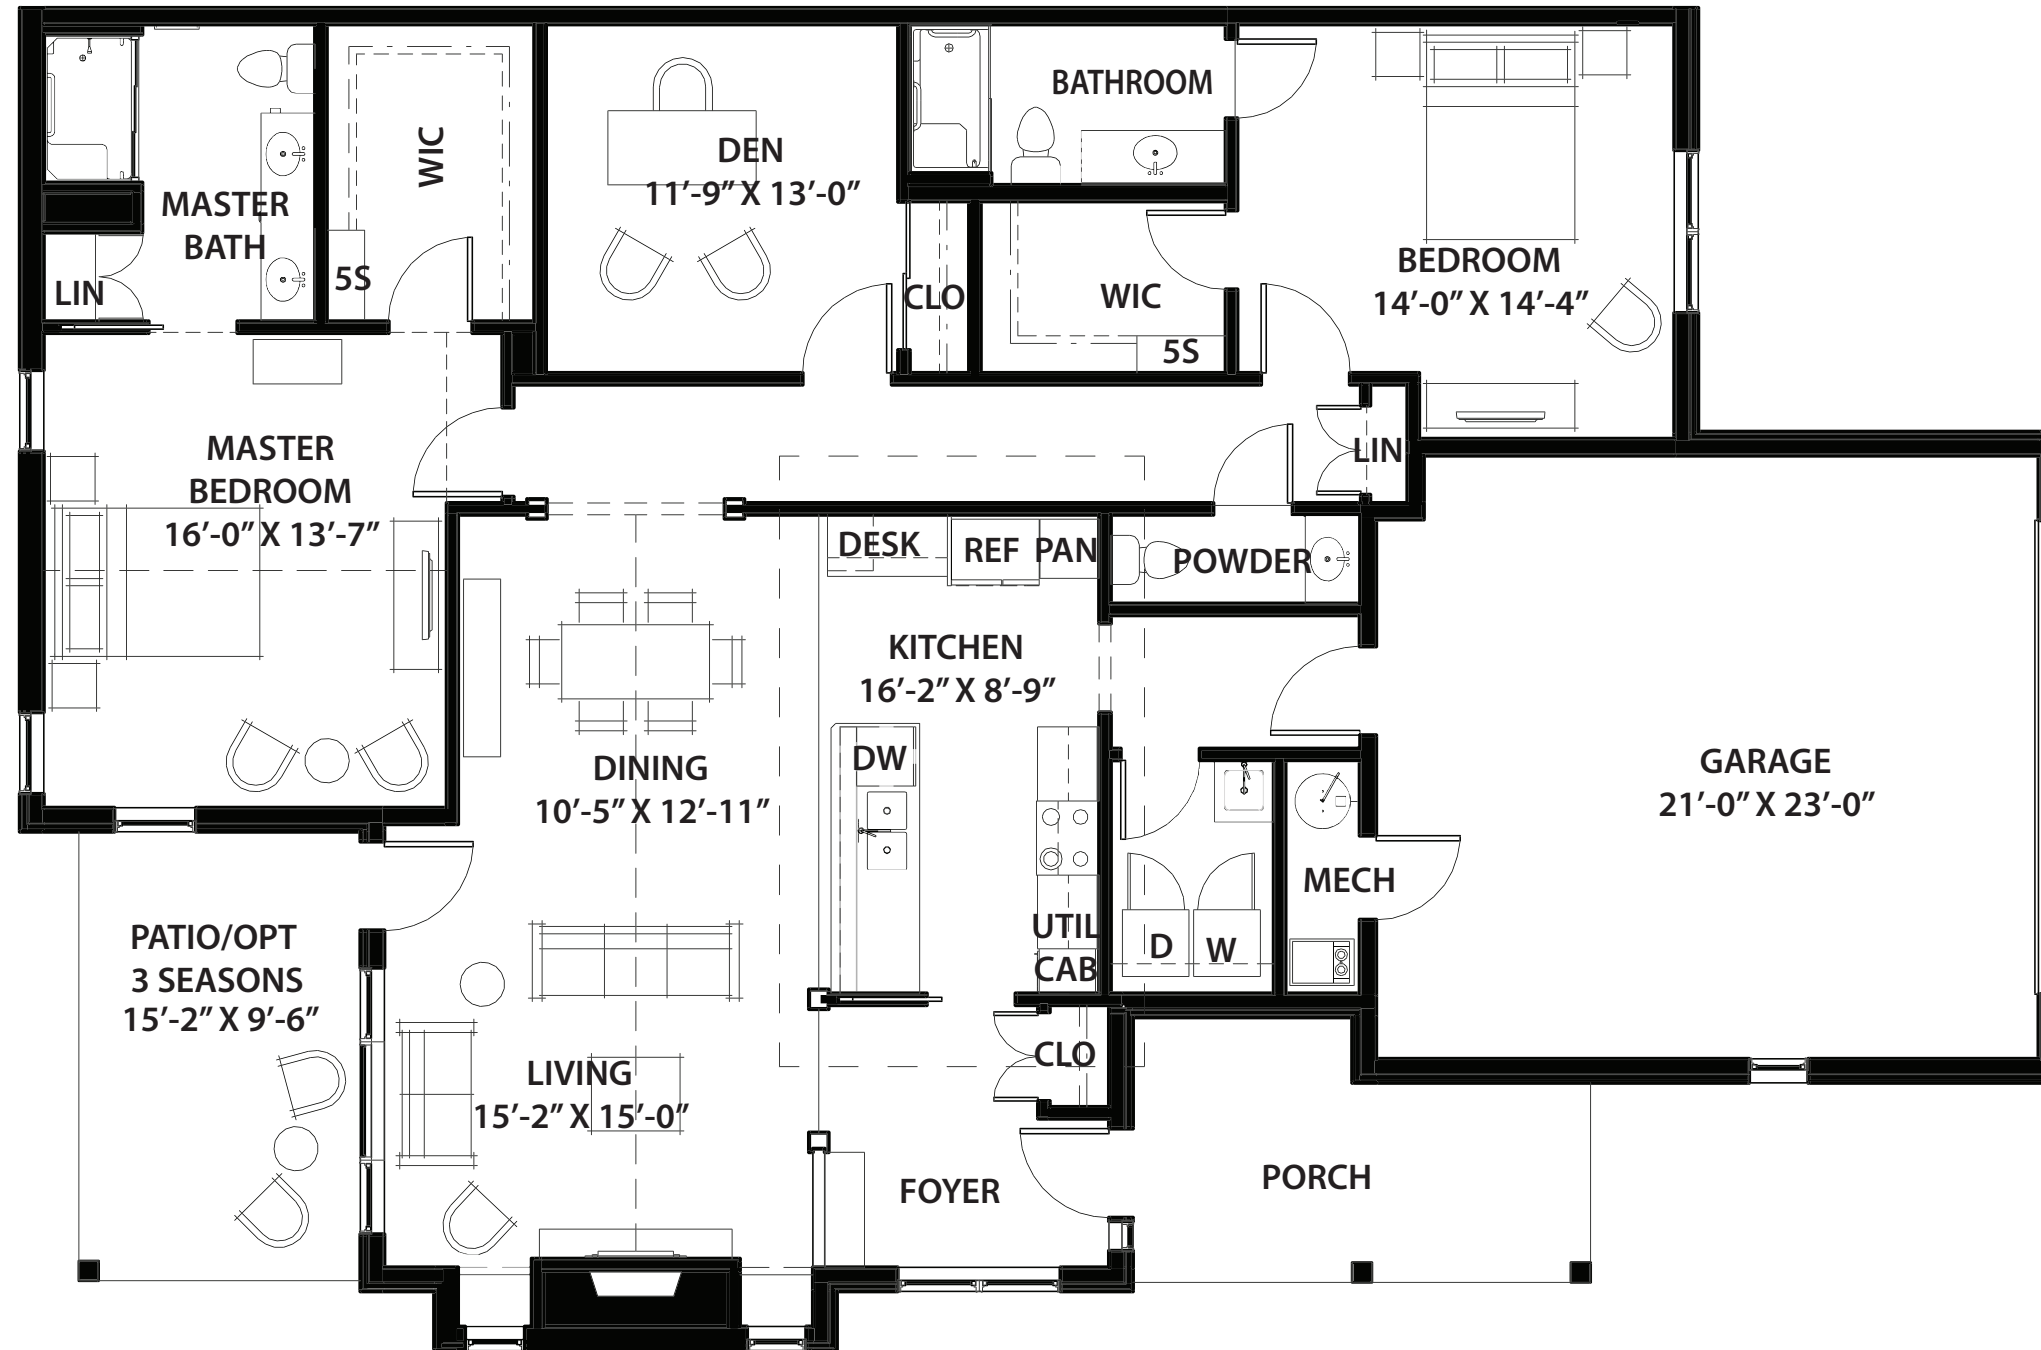 MASTER
BATH
LIN
WIC
5S
DEN
11′-9″ X 13′-0″
BATHROOM
CLO
WIC
5S
BEDROOM
14′-0″ X 14′-4″
MASTER
BEDROOM
16′-0″ X 13′-7″
LIN
DESK
REF
PAN
POWDER
KITCHEN
16′-2″ X 8′-9″
DW
DINING
10′-5″ X 12′-11″
GARAGE
21′-0″ X 23′-0″
MECH
UTIL
CAB
D
W
PATIO/OPT
3 SEASONS
15′-2″ X 9′-6″
LIVING
15′-2″ X 15′-0″
CLO
FOYER
PORCH